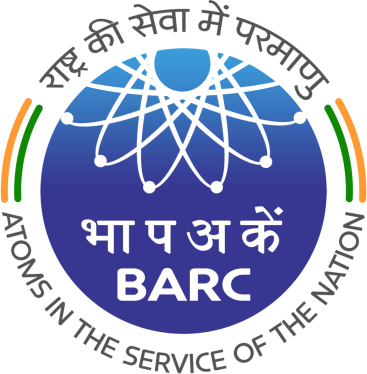 राष्ट्र की सेवा में परमाणु
भा प अ कें
BARC
ATOMS IN THE SERVICE OF THE NATION